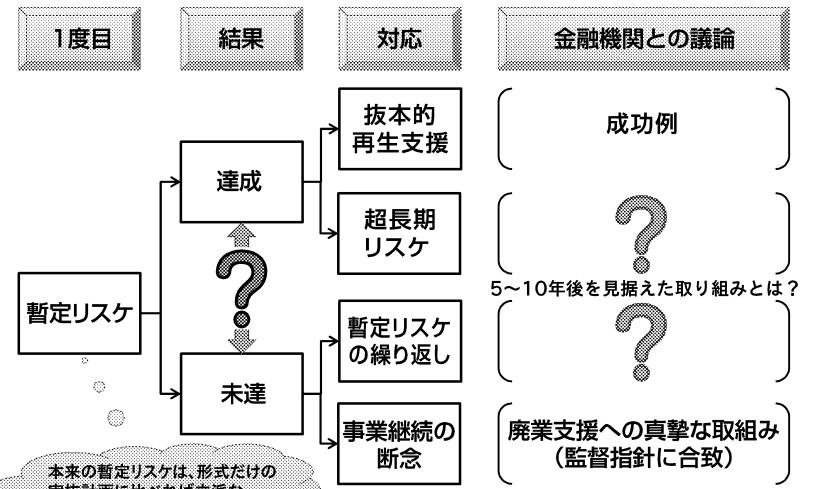 1度目
結果
対応
金融機関との議論
抜本的
再生支援
成功例
達成
超長期
リスケ
?
?
5～10年後を見据えた取り組みとは？
暫定リスケ
暫定リスケ
の繰り返し
?
未達
事業継続の
断念
廃業支援への真摯な取組み
（監督指針に合致）
本来の暫定リスケは、形式だけの